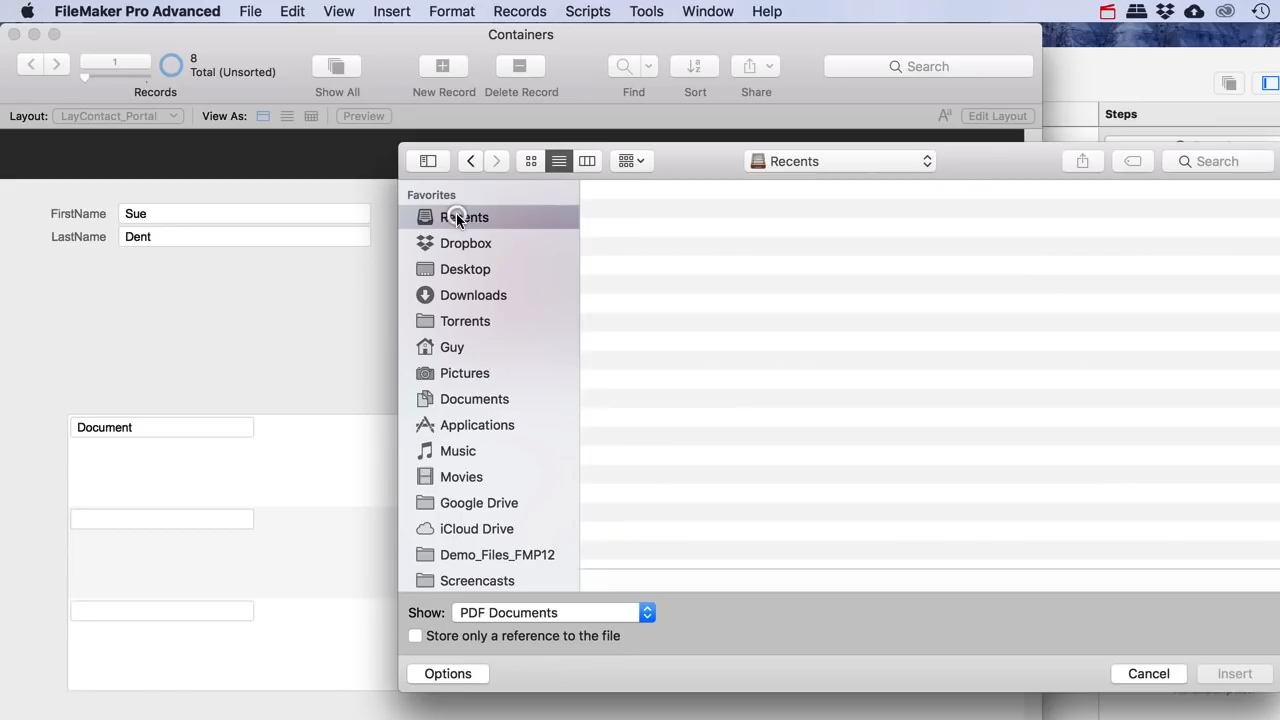 FileMaker Pro Advanced File Edit View Insert Format Records Scripts Tools Window Help
Containers
1
8
Total (Unsorted)
Search
Records
Show All
New Record
Delete Record
Find
Sort
Share
Layout: LayContact_Portal View As: Preview Aª Edit Layout
Steps
Recents
Search
FirstName Sue
LastName Dent
Document
Favorites
Recents
Dropbox
Desktop
Downloads
Torrents
Guy
Pictures
Documents
Applications
Music
Movies
Google Drive
iCloud Drive
Demo_Files_FMP12
Screencasts
Show: PDF Documents
Store only a reference to the file
Options
Cancel
Insert